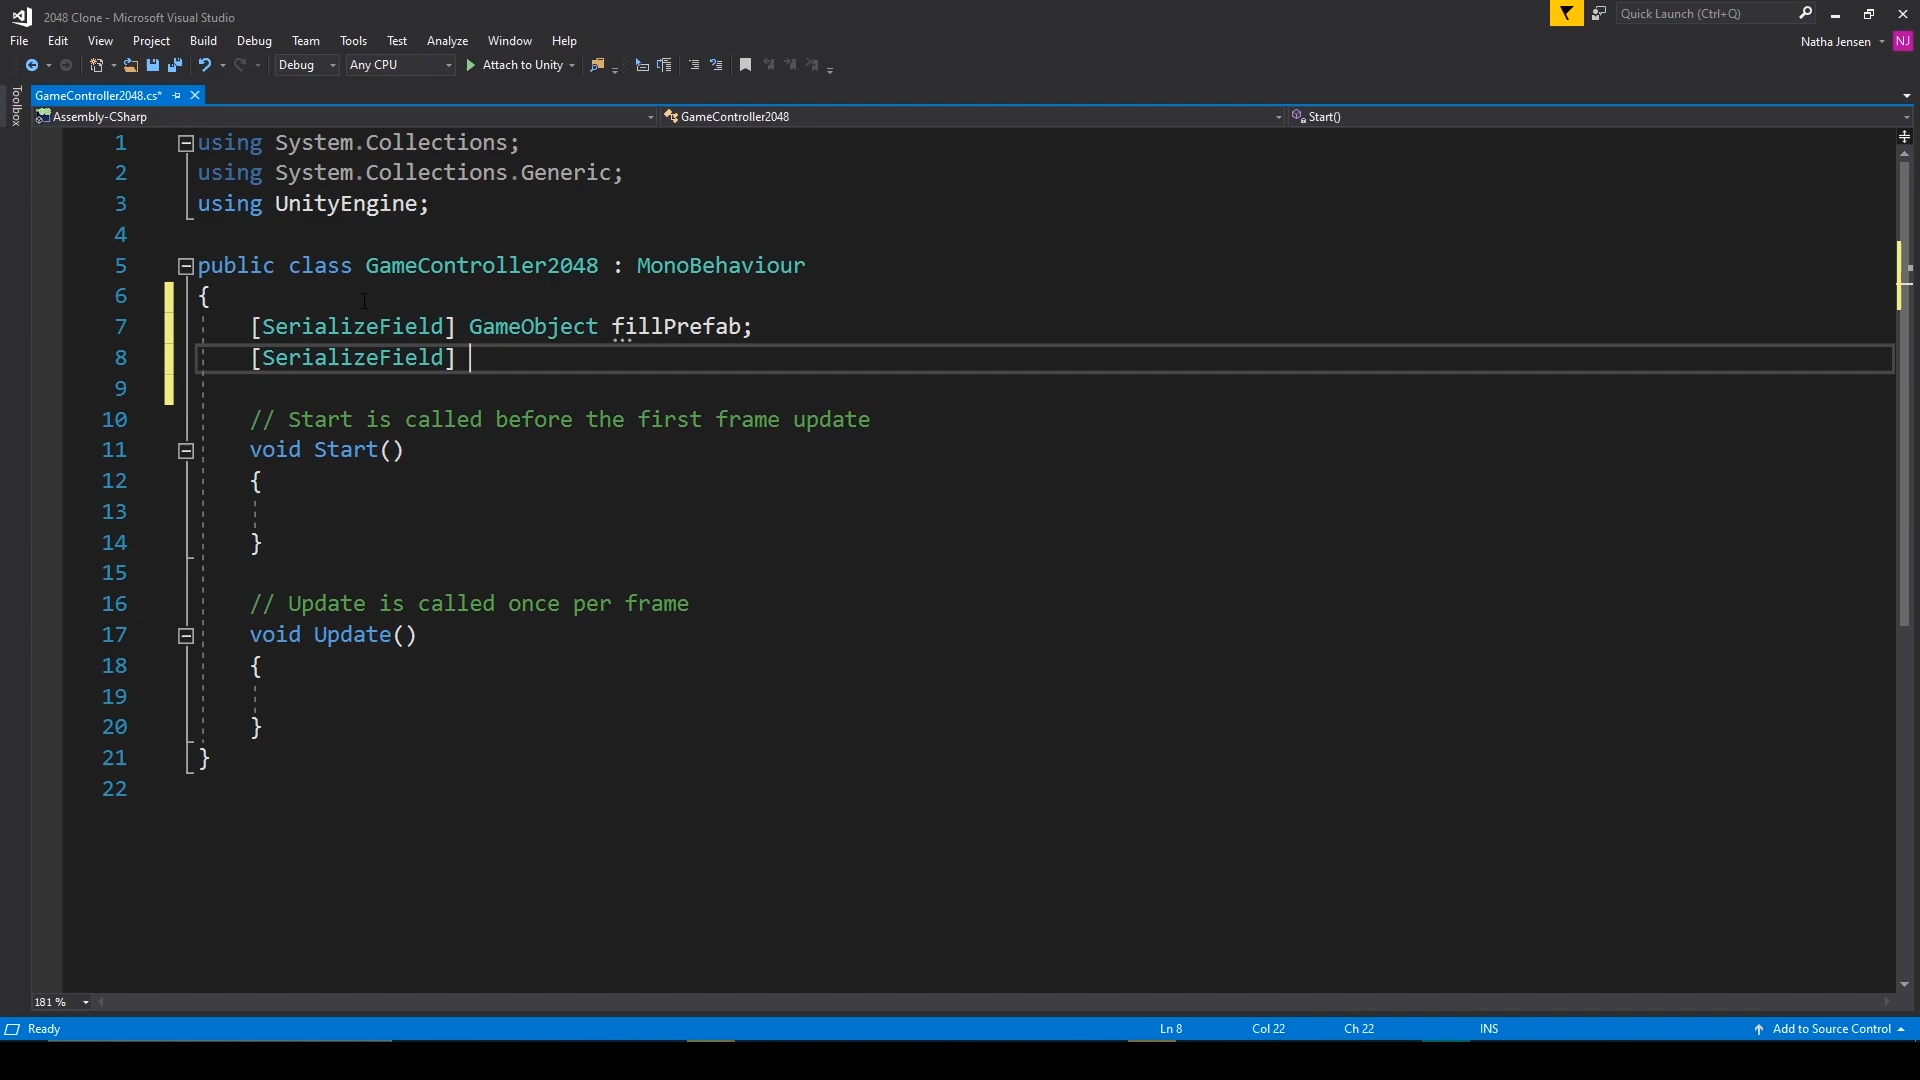 2048 Clone - Microsoft Visual Studio
Quick Launch (Ctrl+Q)
File Edit View Project Build Debug Team Tools Test Analyze Window Help
Natha Jensen NJ
Debug Any CPU Attach to Unity
Toolbox
GameController2048.cs*
Assembly-CSharp GameController2048 Start()
1 using System.Collections;
2 using System.Collections.Generic;
3 using UnityEngine;
4
5 public class GameController2048 : MonoBehaviour
6 {
7 [SerializeField] GameObject fillPrefab;
8 [SerializeField]
9
10 // Start is called before the first frame update
11 void Start()
12 {
13
14 }
15
16 // Update is called once per frame
17 void Update()
18 {
19
20 }
21 }
22
181 %
Ready Ln 8 Col 22 Ch 22 INS Add to Source Control